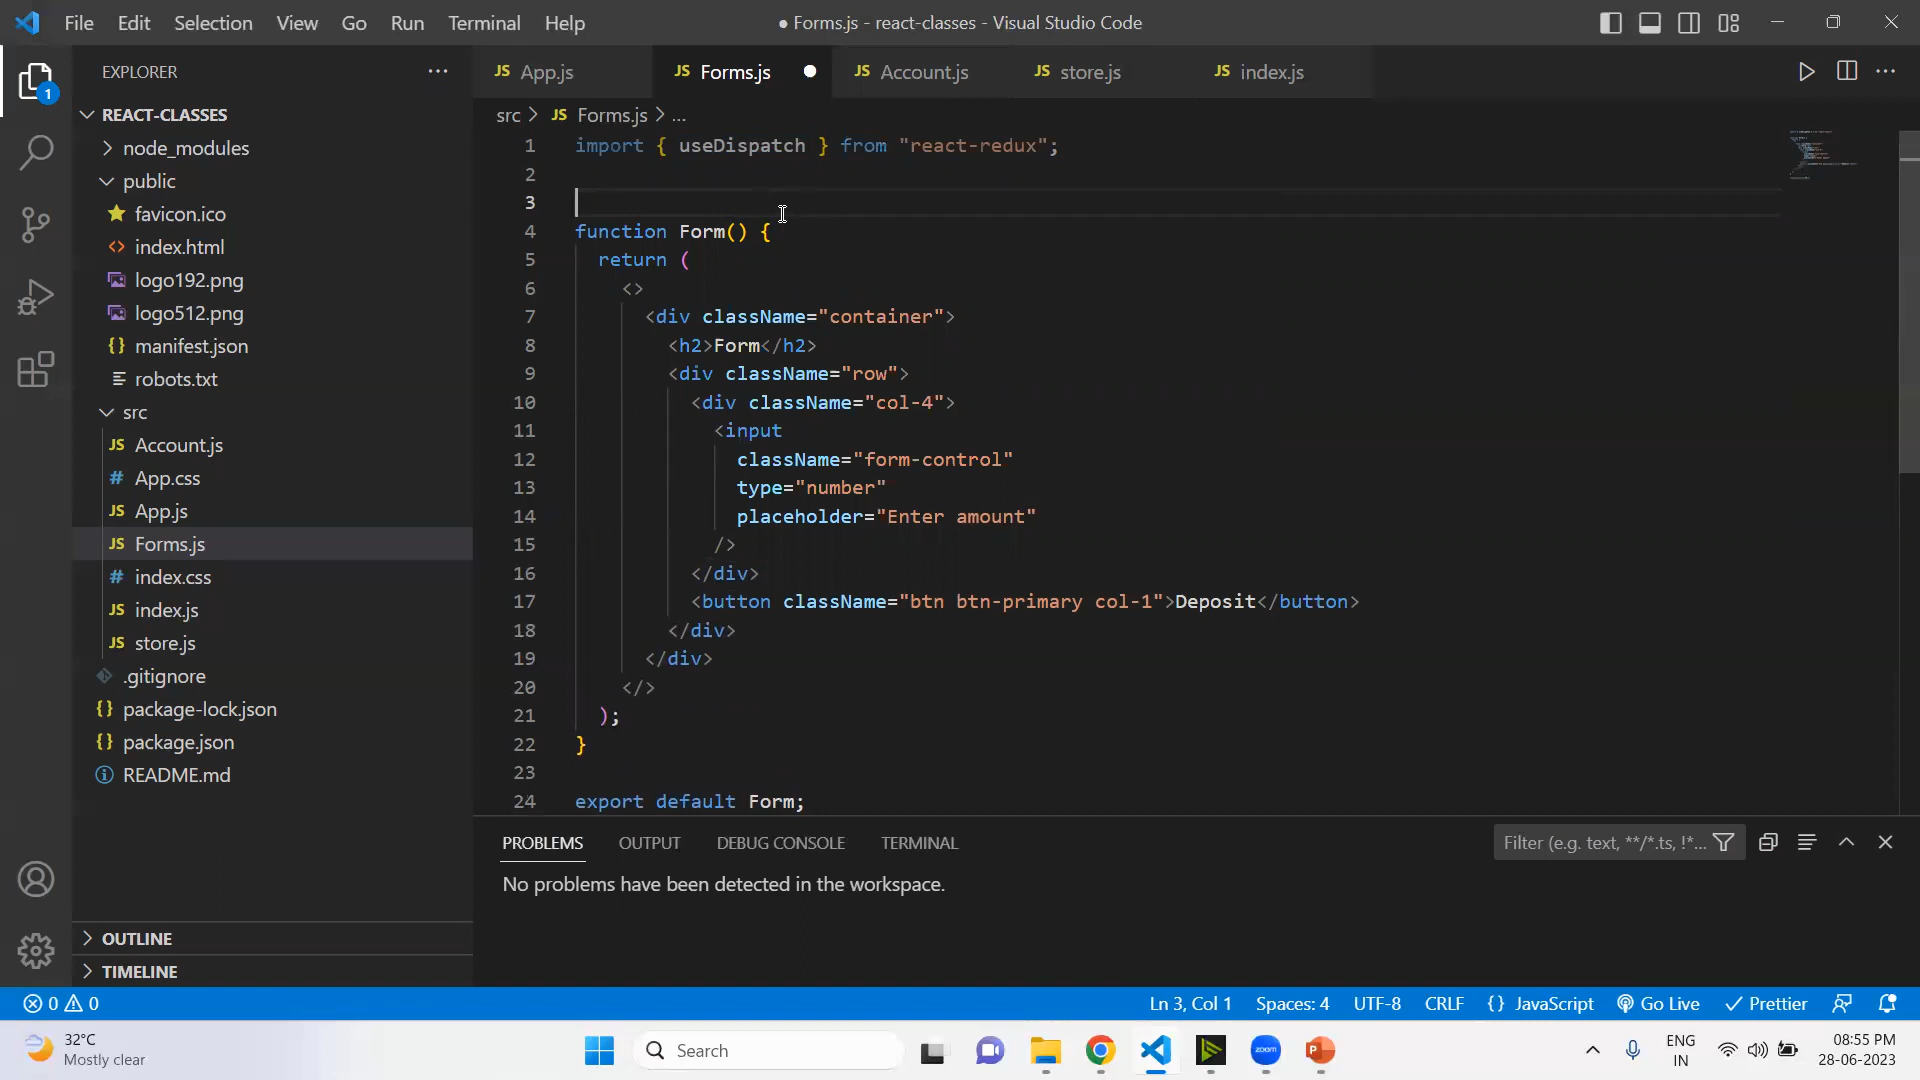 File Edit Selection View Go Run Terminal Help
● Forms.js - react-classes - Visual Studio Code
EXPLORER
REACT-CLASSES
node_modules
public
favicon.ico
index.html
logo192.png
logo512.png
manifest.json
robots.txt
src
Account.js
App.css
App.js
Forms.js
index.css
index.js
store.js
.gitignore
package-lock.json
package.json
README.md
OUTLINE
TIMELINE
1
JS App.js JS Forms.js JS Account.js JS store.js JS index.js
src > JS Forms.js > ...
1 import { useDispatch } from "react-redux";
2
3
4 function Form() {
5 return (
6 <>
7 <div className="container">
8 <h2>Form</h2>
9 <div className="row">
10 <div className="col-4">
11 <input
12 className="form-control"
13 type="number"
14 placeholder="Enter amount"
15 />
16 </div>
17 <button className="btn btn-primary col-1">Deposit</button>
18 </div>
19 </div>
20 </>
21 );
22 }
23
24 export default Form;
PROBLEMS OUTPUT DEBUG CONSOLE TERMINAL
Filter (e.g. text, **/*.ts, !*...
No problems have been detected in the workspace.
0 0 Ln 3, Col 1 Spaces: 4 UTF-8 CRLF {} JavaScript Go Live Prettier
32°C
Mostly clear
Search
zoom
ENG
IN
08:55 PM
28-06-2023